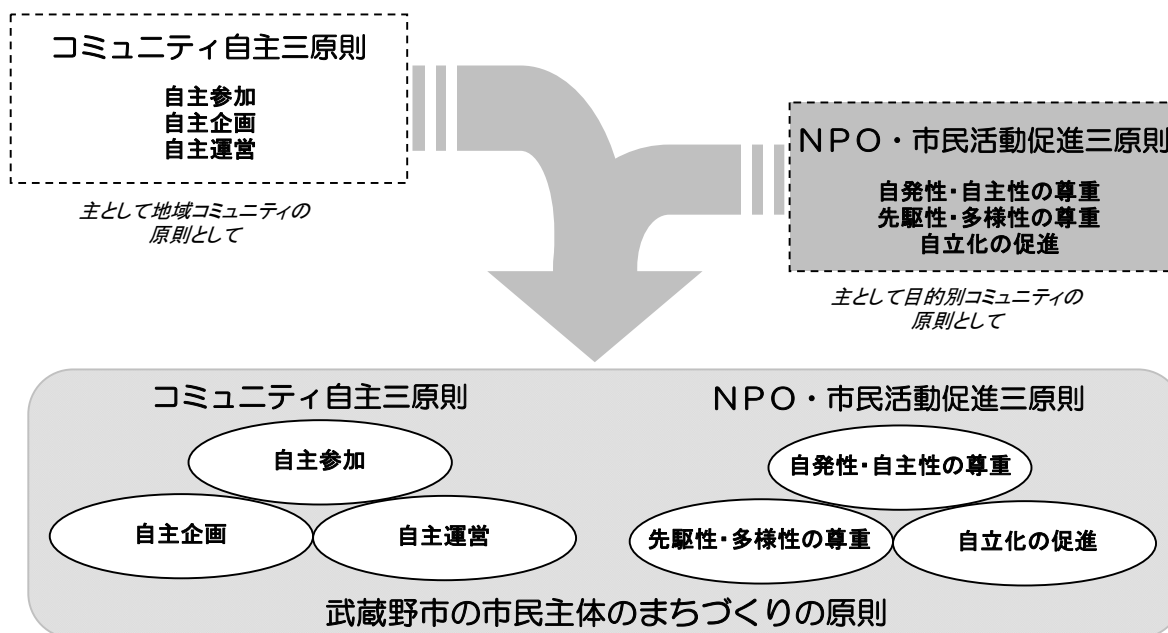 コミュニティ自主三原則
自主参加
自主企画
自主運営
主として地域コミュニティの
原則として
NPO・市民活動促進三原則
自発性・自主性の尊重
先駆性・多様性の尊重
自立化の促進
主として目的別コミュニティの
原則として
コミュニティ自主三原則
自主参加
自主企画
自主運営
NPO・市民活動促進三原則
自発性・自主性の尊重
先駆性・多様性の尊重
自立化の促進
武蔵野市の市民主体のまちづくりの原則